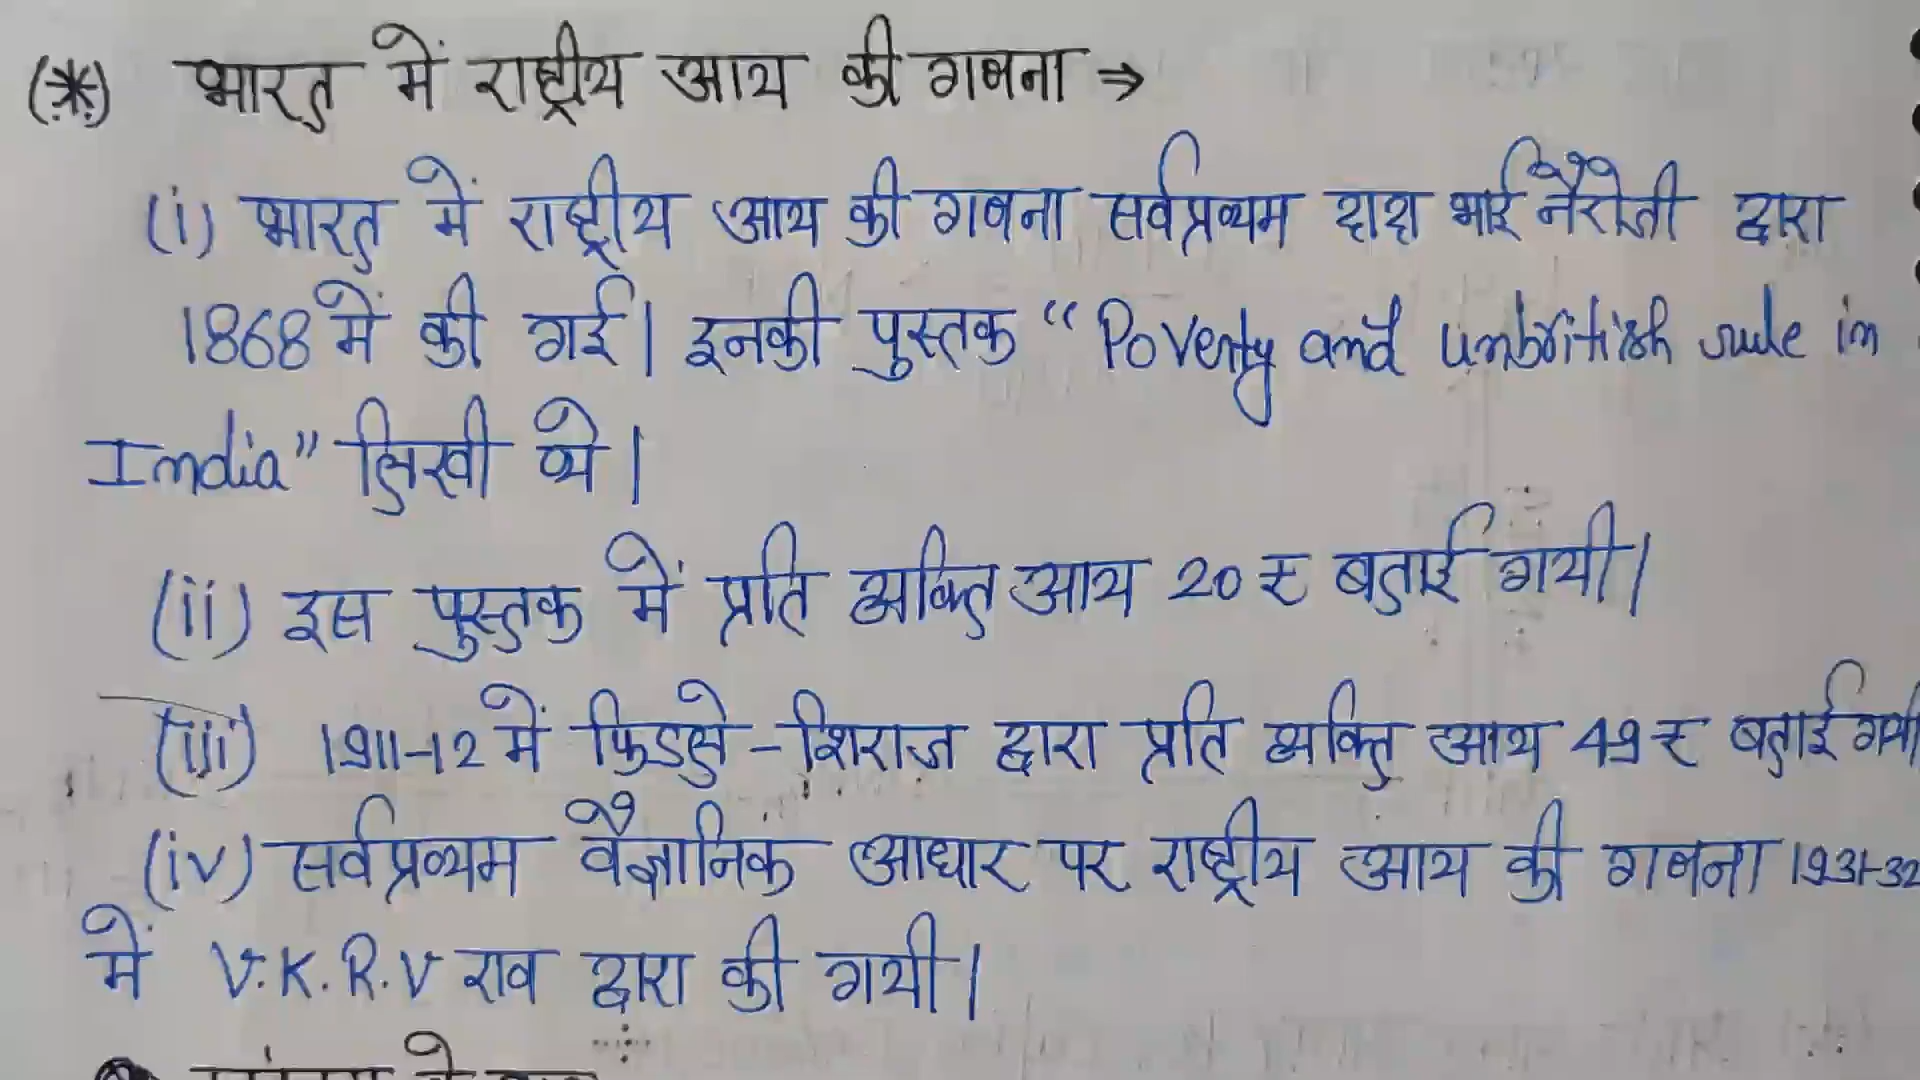 (*) भारत में राष्ट्रीय आय की गणना ⇒
(i) भारत में राष्ट्रीय आय की गणना सर्वप्रथम दादा भाई नैरोजी द्वारा
1868 में की गई। इनकी पुस्तक “Poverty and unbritish rule in
India” लिखी थे।
(ii) इस पुस्तक में प्रति व्यक्ति आय 20 ₹ बताई गयी।
(iii) 1911-12 में फिडले-शिराज द्वारा प्रति व्यक्ति आय 49 ₹ बताई गयी
(iv) सर्वप्रथम वैज्ञानिक आधार पर राष्ट्रीय आय की गणना 1931-32
में V.K.R.V राव द्वारा की गयी।